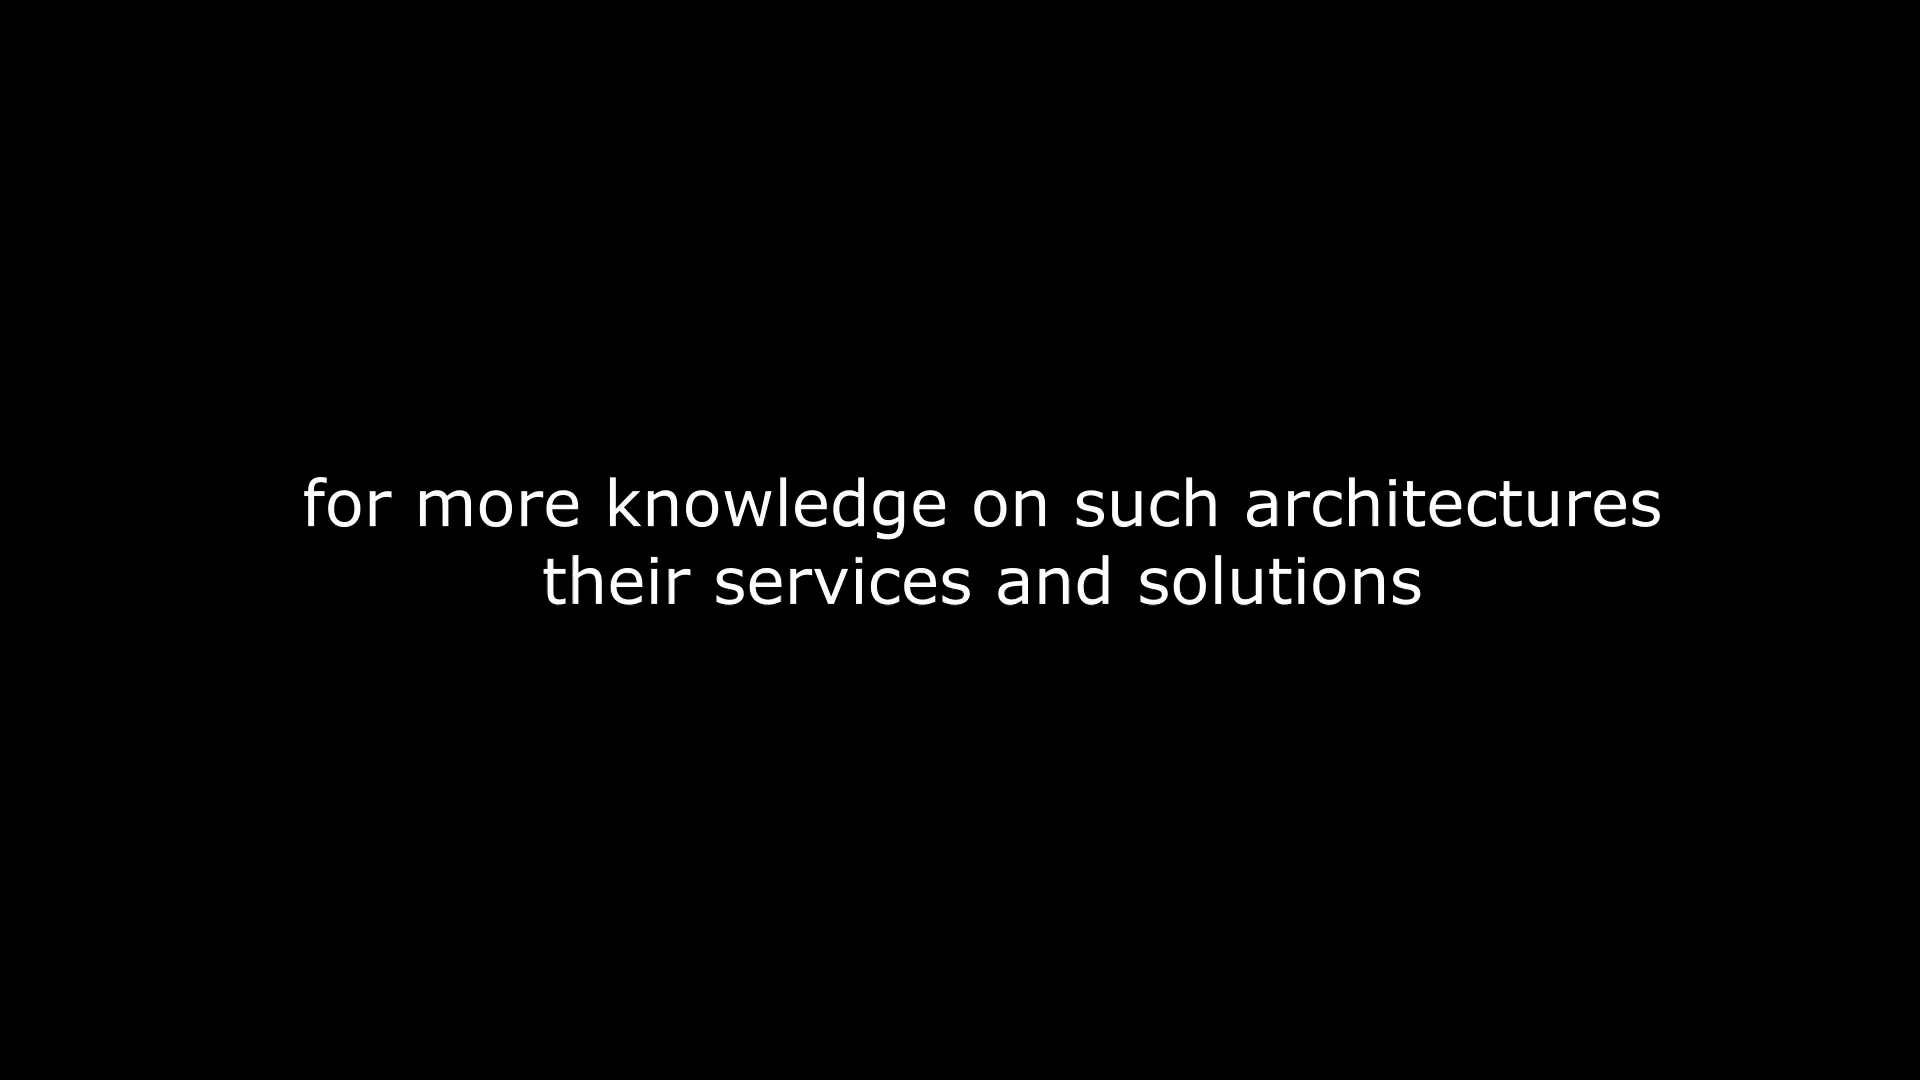 for more knowledge on such architectures
their services and solutions